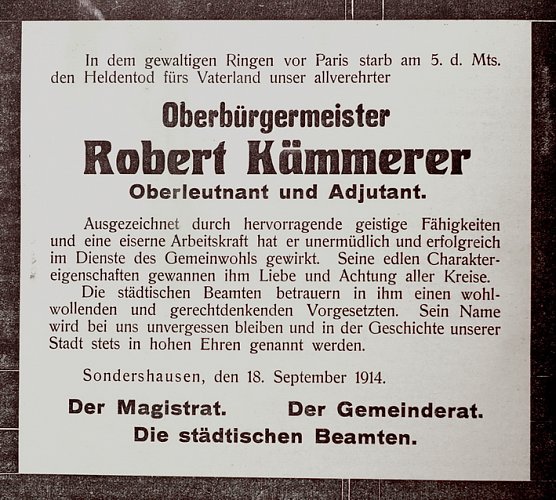 In dem gewaltigen Ringen vor Paris starb am 5. d. Mts.
den Heldentod fürs Vaterland unser allverehrter
Oberbürgermeister
Robert Kämmerer
Oberleutnant und Adjutant.
Ausgezeichnet durch hervorragende geistige Fähigkeiten
und eine eiserne Arbeitskraft hat er unermüdlich und erfolgreich
im Dienste des Gemeinwohls gewirkt. Seine edlen Charakter-
eigenschaften gewannen ihm Liebe und Achtung aller Kreise.
Die städtischen Beamten betrauern in ihm einen wohl-
wollenden und gerechtdenkenden Vorgesetzten. Sein Name
wird bei uns unvergessen bleiben und in der Geschichte unserer
Stadt stets in hohen Ehren genannt werden.
Sondershausen, den 18. September 1914.
Der Magistrat. Der Gemeinderat.
Die städtischen Beamten.